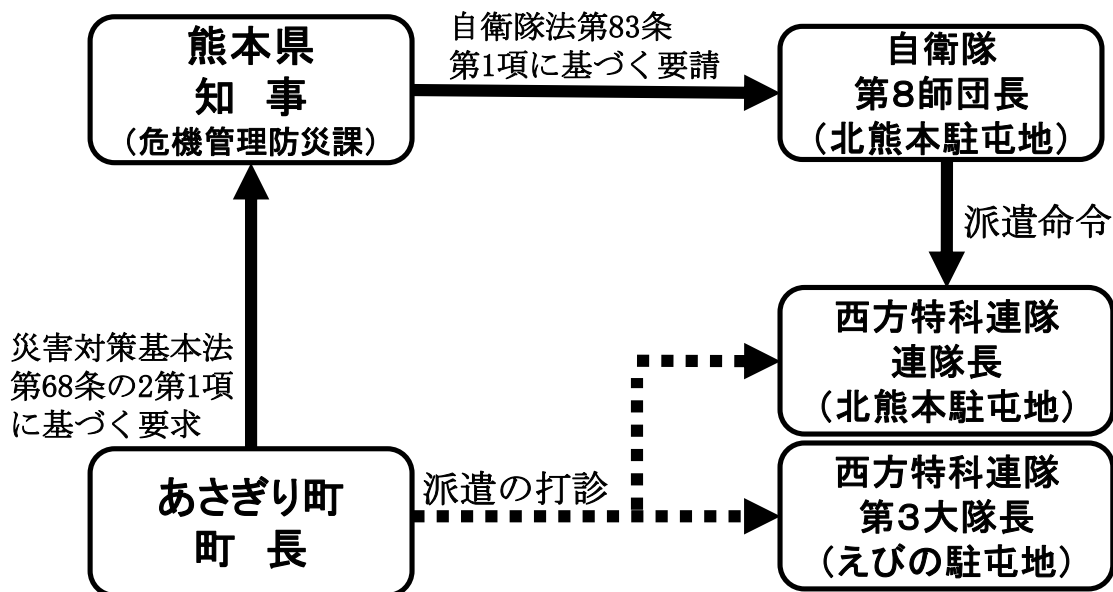 熊本県
知　事
（危機管理防災課）
自衛隊法第83条
第1項に基づく要請
自衛隊
第８師団長
（北熊本駐屯地）
派遣命令
災害対策基本法
第68条の2第1項
に基づく要求
西方特科連隊
連隊長
（北熊本駐屯地）
あさぎり町
町　長
派遣の打診
西方特科連隊
第３大隊長
（えびの駐屯地）